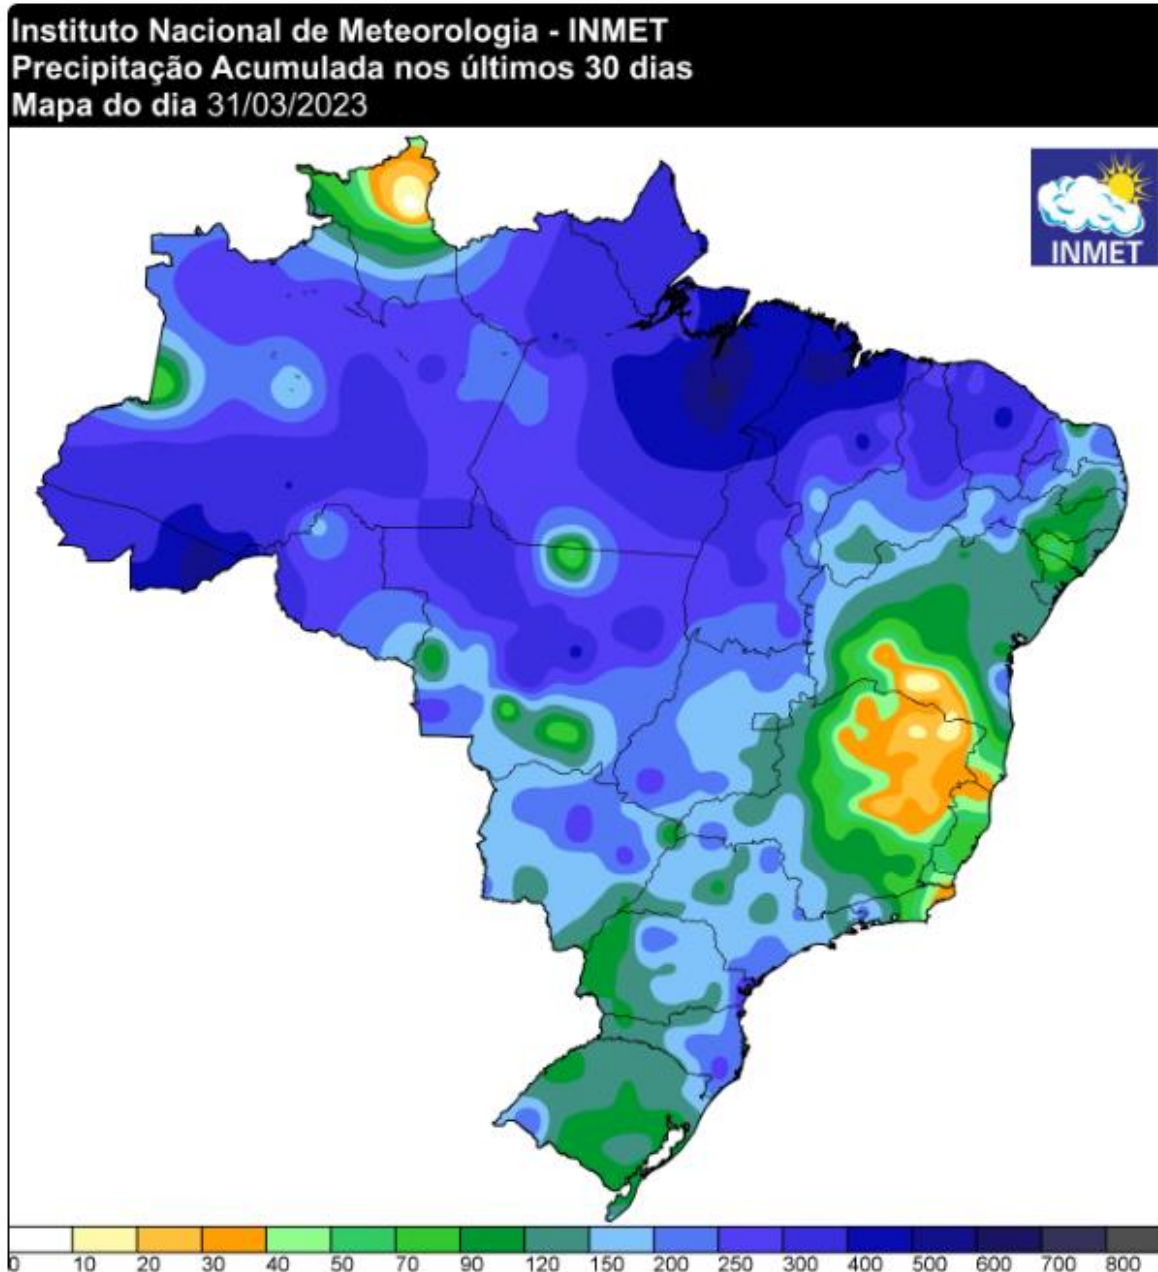 Instituto Nacional de Meteorologia - INMET
Precipitação Acumulada nos últimos 30 dias
Mapa do dia 31/03/2023
INMET
0 10 20 30 40 50 70 90 120 150 200 250 300 400 500 600 700 800